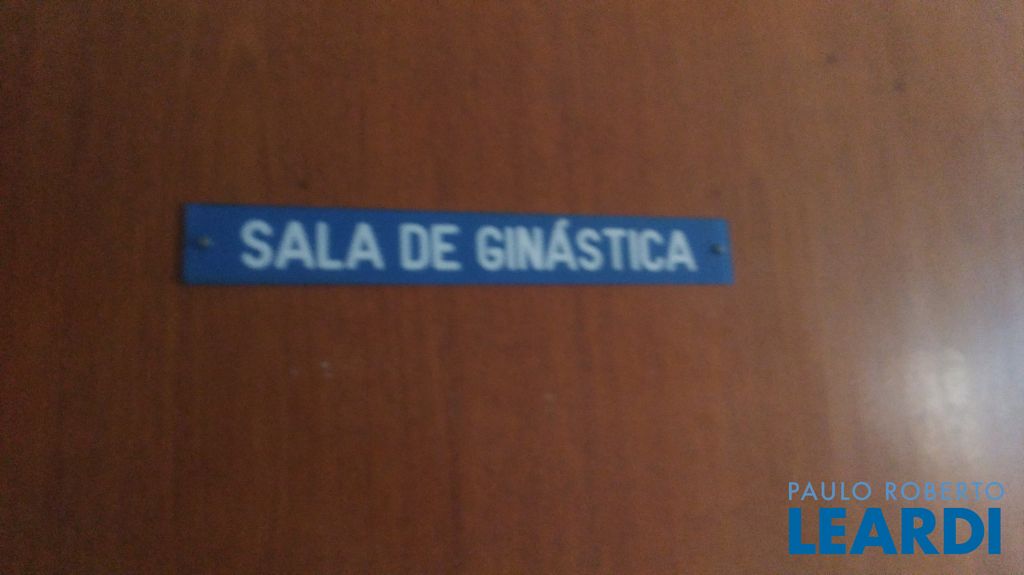 SALA DE GINÁSTICA
PAULO ROBERTO
LEARDI